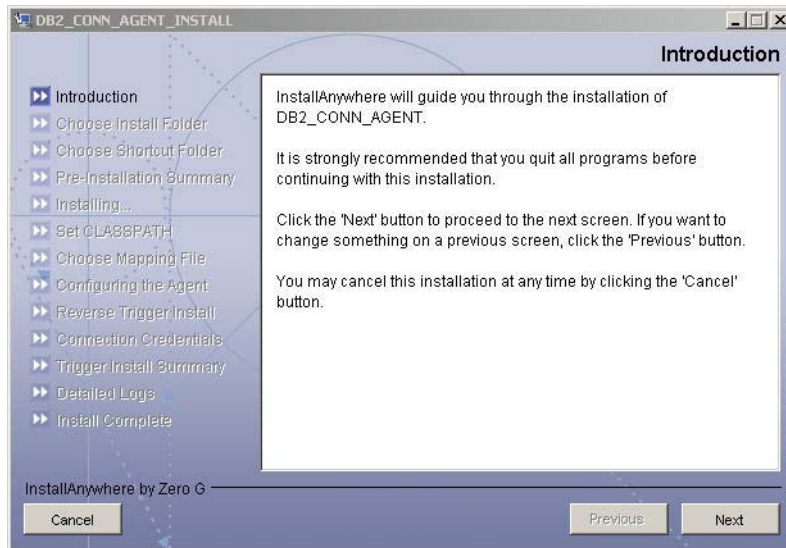 DB2_CONN_AGENT_INSTALL
Introduction
Introduction
Choose Install Folder
Choose Shortcut Folder
Pre-Installation Summary
Installing...
Set CLASSPATH
Choose Mapping File
Configuring the Agent
Reverse Trigger Install
Connection Credentials
Trigger Install Summary
Detailed Logs
Install Complete
InstallAnywhere will guide you through the installation of
DB2_CONN_AGENT.
It is strongly recommended that you quit all programs before
continuing with this installation.
Click the 'Next' button to proceed to the next screen. If you want to
change something on a previous screen, click the 'Previous' button.
You may cancel this installation at any time by clicking the 'Cancel'
button.
InstallAnywhere by Zero G
Cancel
Previous
Next